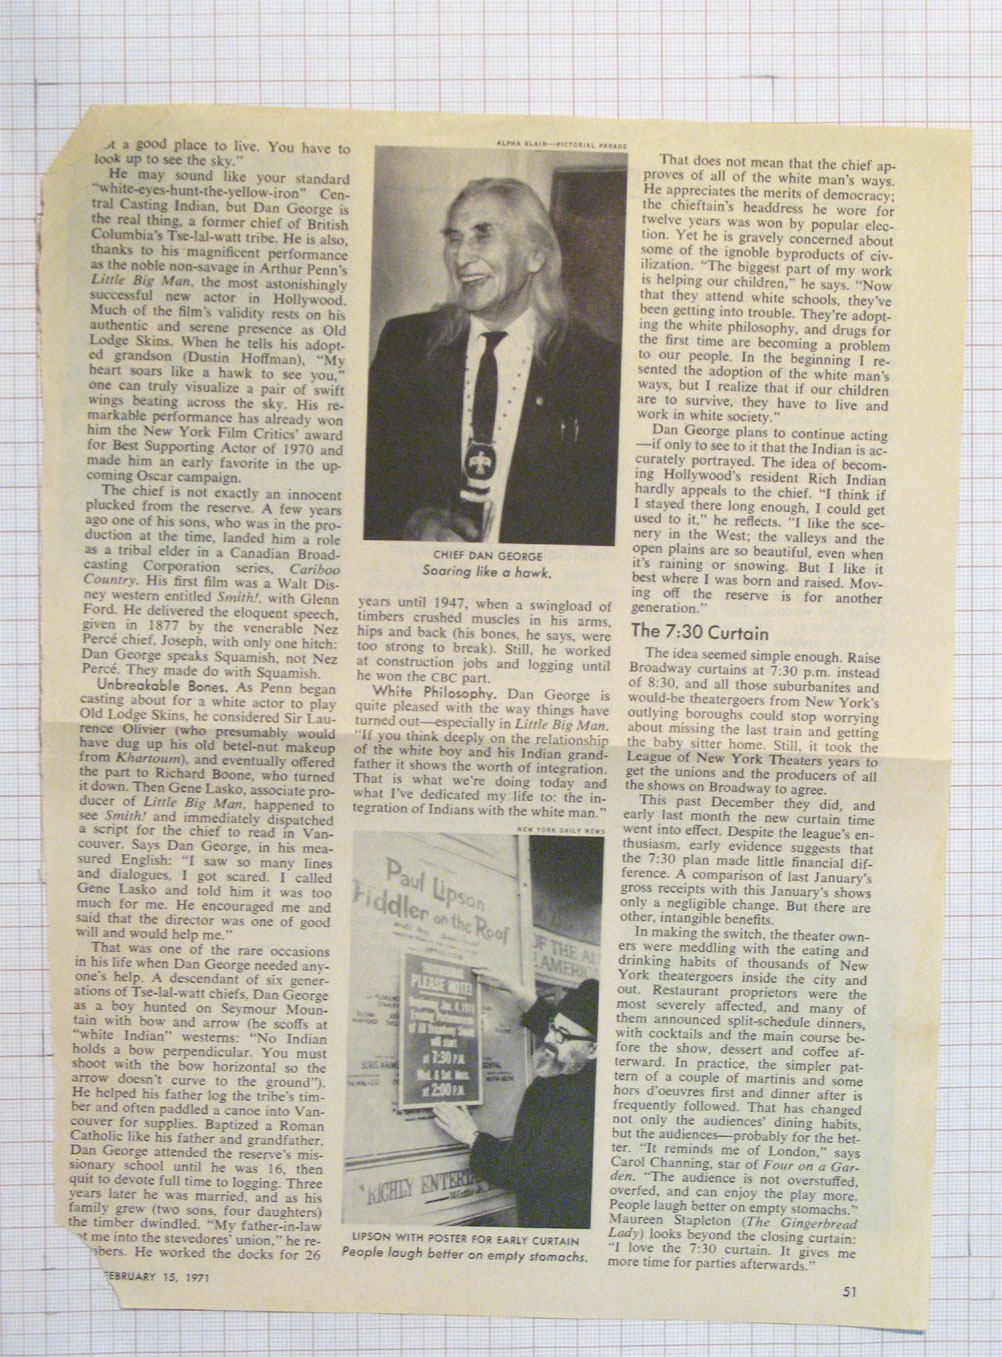 a good place to live. You have to
look up to see the sky."
He may sound like your standard
"white-eyes-hunt-the-yellow-iron" Cen-
tral Casting Indian, but Dan George is
the real thing, a former chief of British
Columbia's Tse-lal-watt tribe. He is also,
thanks to his magnificent performance
as the noble non-savage in Arthur Penn's
Little Big Man, the most astonishingly
successful new actor in Hollywood.
Much of the film's validity rests on his
authentic and serene presence as Old
Lodge Skins. When he tells his adopt-
ed grandson (Dustin Hoffman), "My
heart soars like a hawk to see you,"
one can truly visualize a pair of swift
wings beating across the sky. His re-
markable performance has already won
him the New York Film Critics' award
for Best Supporting Actor of 1970 and
made him an early favorite in the up-
coming Oscar campaign.
The chief is not exactly an innocent
plucked from the reserve. A few years
ago one of his sons, who was in the pro-
duction at the time, landed him a role
as a tribal elder in a Canadian Broad-
casting Corporation series, Cariboo
Country. His first film was a Walt Dis-
ney western entitled Smith!, with Glenn
Ford. He delivered the eloquent speech,
given in 1877 by the venerable Nez
Percé chief, Joseph, with only one hitch:
Dan George speaks Squamish, not Nez
Percé. They made do with Squamish.
Unbreakable Bones. As Penn began
casting about for a white actor to play
Old Lodge Skins, he considered Sir Lau-
rence Olivier (who presumably would
have dug up his old betel-nut makeup
from Khartoum), and eventually offered
the part to Richard Boone, who turned
it down. Then Gene Lasko, associate pro-
ducer of Little Big Man, happened to
see Smith! and immediately dispatched
a script for the chief to read in Van-
couver. Says Dan George, in his mea-
sured English: "I saw so many lines
and dialogues, I got scared. I called
Gene Lasko and told him it was too
much for me. He encouraged me and
said that the director was one of good
will and would help me."
That was one of the rare occasions
in his life when Dan George needed any-
one's help. A descendant of six gener-
ations of Tse-lal-watt chiefs, Dan George
as a boy hunted on Seymour Moun-
tain with bow and arrow (he scoffs at
"white Indian" westerns: "No Indian
holds a bow perpendicular. You must
shoot with the bow horizontal so the
arrow doesn't curve to the ground").
He helped his father log the tribe's tim-
ber and often paddled a canoe into Van-
couver for supplies. Baptized a Roman
Catholic like his father and grandfather,
Dan George attended the reserve's mis-
sionary school until he was 16, then
quit to devote full time to logging. Three
years later he was married, and as his
family grew (two sons, four daughters)
the timber dwindled. "My father-in-law
me into the stevedores' union," he re-
bers. He worked the docks for 26
FEBRUARY 15, 1971
ALPHA BLAIR—PICTORIAL PARADE
CHIEF DAN GEORGE
Soaring like a hawk.
years until 1947, when a swingload of
timbers crushed muscles in his arms,
hips and back (his bones, he says, were
too strong to break). Still, he worked
at construction jobs and logging until
he won the CBC part.
White Philosophy. Dan George is
quite pleased with the way things have
turned out—especially in Little Big Man.
"If you think deeply on the relationship
of the white boy and his Indian grand-
father it shows the worth of integration.
That is what we're doing today and
what I've dedicated my life to: the in-
tegration of Indians with the white man."
NEW YORK DAILY NEWS
Paul Lipson
Fiddler on the Roof
OF THE
AMERIC
PLEASE NOTE!
Beginning Jan. 4, 1971
Evening Performances
will start
at 7:30 P.M.
Wed. & Sat. Mats.
at 2:00 P.M.
"RICHLY ENTERT
LIPSON WITH POSTER FOR EARLY CURTAIN
People laugh better on empty stomachs.
That does not mean that the chief ap-
proves of all of the white man's ways.
He appreciates the merits of democracy;
the chieftain's headdress he wore for
twelve years was won by popular elec-
tion. Yet he is gravely concerned about
some of the ignoble byproducts of civ-
ilization. "The biggest part of my work
is helping our children," he says. "Now
that they attend white schools, they've
been getting into trouble. They're adopt-
ing the white philosophy, and drugs for
the first time are becoming a problem
to our people. In the beginning I re-
sented the adoption of the white man's
ways, but I realize that if our children
are to survive, they have to live and
work in white society."
Dan George plans to continue acting
—if only to see to it that the Indian is ac-
curately portrayed. The idea of becom-
ing Hollywood's resident Rich Indian
hardly appeals to the chief. "I think if
I stayed there long enough, I could get
used to it," he reflects. "I like the sce-
nery in the West; the valleys and the
open plains are so beautiful, even when
it's raining or snowing. But I like it
best where I was born and raised. Mov-
ing off the reserve is for another
generation."
The 7:30 Curtain
The idea seemed simple enough. Raise
Broadway curtains at 7:30 p.m. instead
of 8:30, and all those suburbanites and
would-be theatergoers from New York's
outlying boroughs could stop worrying
about missing the last train and getting
the baby sitter home. Still, it took the
League of New York Theaters years to
get the unions and the producers of all
the shows on Broadway to agree.
This past December they did, and
early last month the new curtain time
went into effect. Despite the league's en-
thusiasm, early evidence suggests that
the 7:30 plan made little financial dif-
ference. A comparison of last January's
gross receipts with this January's shows
only a negligible change. But there are
other, intangible benefits.
In making the switch, the theater own-
ers were meddling with the eating and
drinking habits of thousands of New
York theatergoers inside the city and
out. Restaurant proprietors were the
most severely affected, and many of
them announced split-schedule dinners,
with cocktails and the main course be-
fore the show, dessert and coffee af-
terward. In practice, the simpler pat-
tern of a couple of martinis and some
hors d'oeuvres first and dinner after is
frequently followed. That has changed
not only the audiences' dining habits,
but the audiences—probably for the bet-
ter. "It reminds me of London," says
Carol Channing, star of Four on a Gar-
den. "The audience is not overstuffed,
overfed, and can enjoy the play more.
People laugh better on empty stomachs."
Maureen Stapleton (The Gingerbread
Lady) looks beyond the closing curtain:
"I love the 7:30 curtain. It gives me
more time for parties afterwards."
51